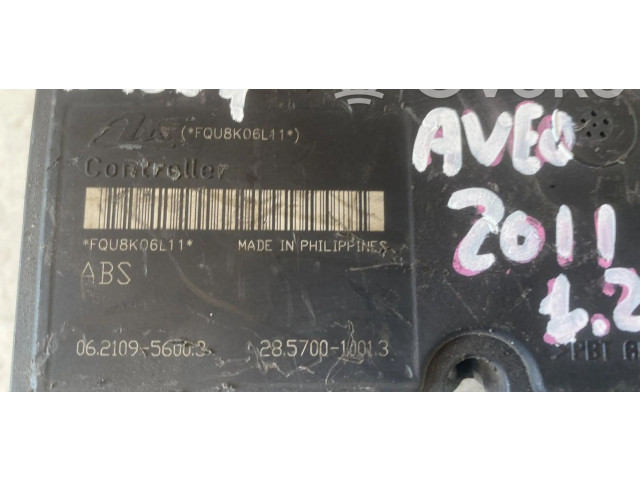 (*FQU8K06L11*)
Controller
*FQU8K06L11* MADE IN PHILIPPINES
ABS
06.2109-5600.3 28.5700-1001.3
AVEO
2011
1.2
>PBT